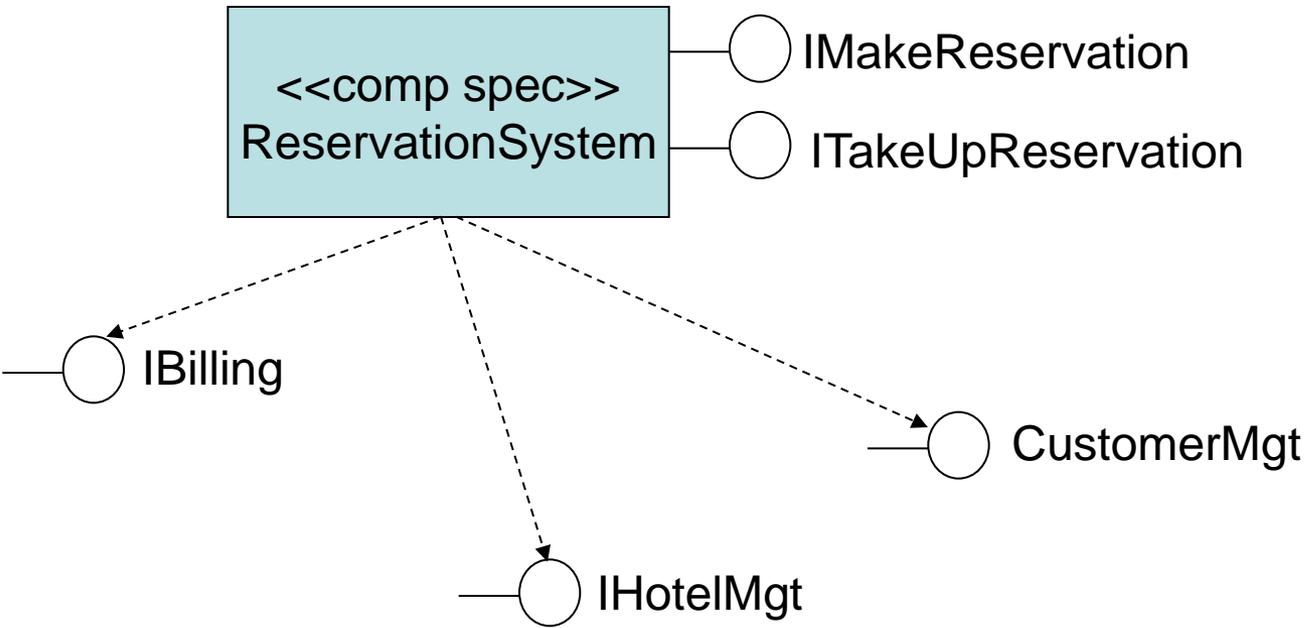 <<comp spec>>
ReservationSystem
IMakeReservation
ITakeUpReservation
IBilling
CustomerMgt
IHotelMgt